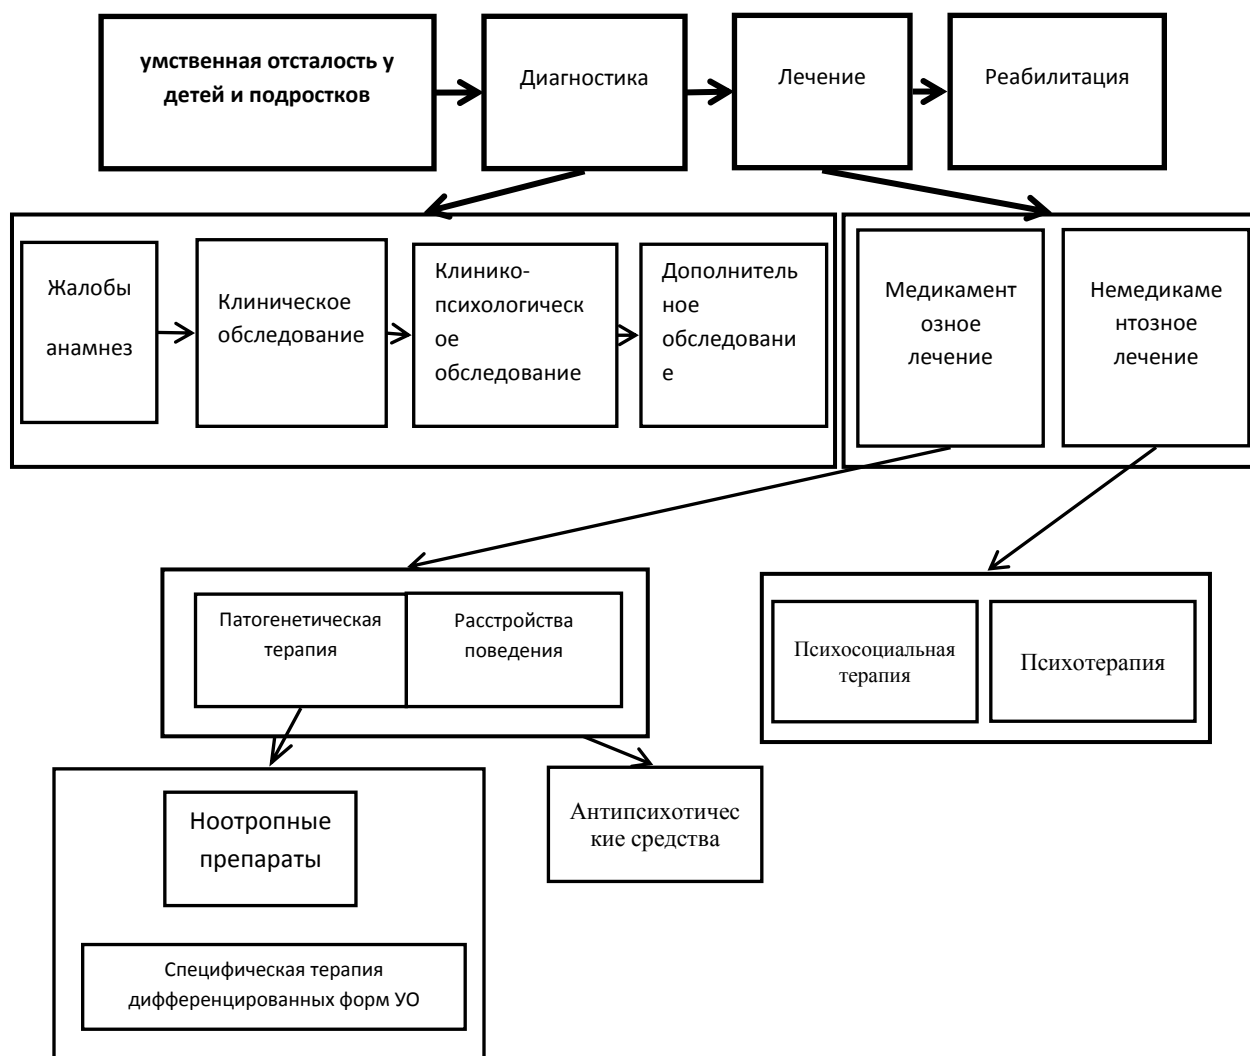 умственная отсталость у
детей и подростков
Диагностика
Лечение
Реабилитация
Жалобы
анамнез
Клиническое
обследование
Клинико-
психологическ
ое
обследование
Дополнитель
ное
обследовани
е
Медикамент
озное
лечение
Немедикаме
нтозное
лечение
Патогенетическая
терапия
Расстройства
поведения
Психосоциальная
терапия
Психотерапия
Ноотропные
препараты
Антипсихотичес
кие средства
Специфическая терапия
дифференцированных форм УО